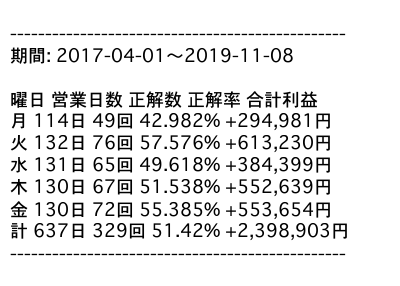 ------------------------------------------------
期間: 2017-04-01～2019-11-08
曜日 営業日数 正解数 正解率 合計利益
月 114日 49回 42.982% +294,981円
火 132日 76回 57.576% +613,230円
水 131日 65回 49.618% +384,399円
木 130日 67回 51.538% +552,639円
金 130日 72回 55.385% +553,654円
計 637日 329回 51.42% +2,398,903円
------------------------------------------------